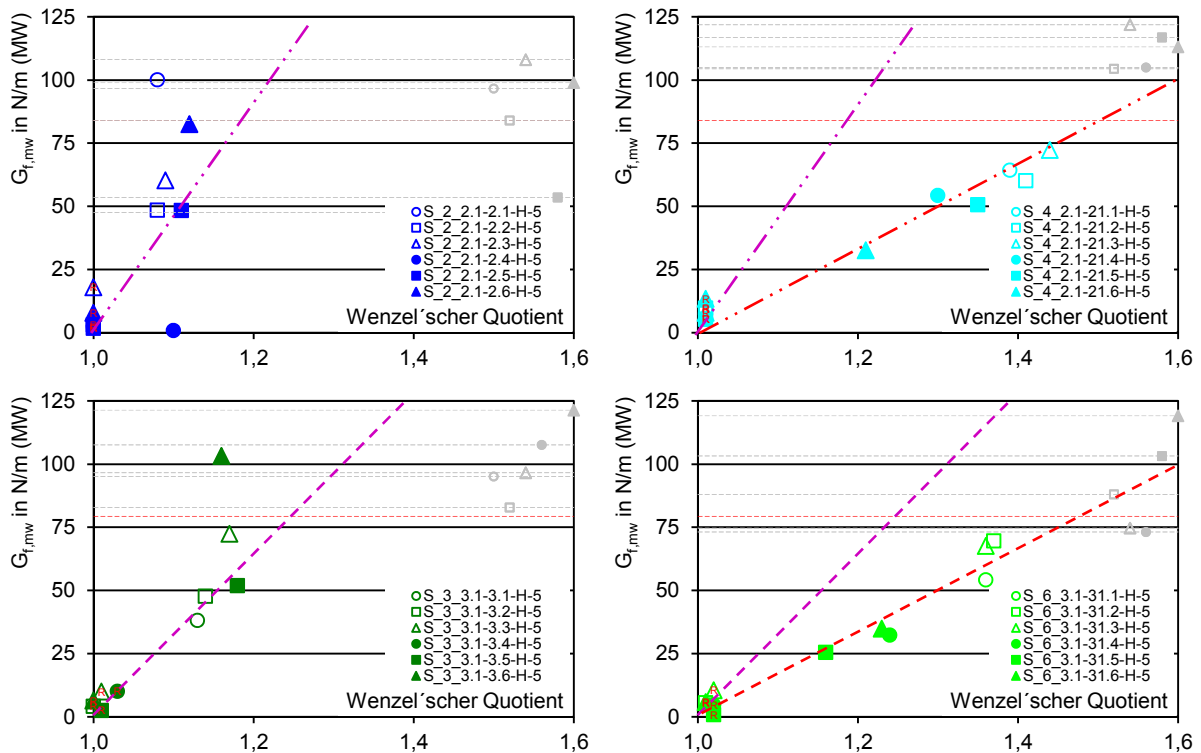 G_f,mw in N/m (MW)
125
100
75
50
25
0
R
R
S_2_2.1-2.1-H-5
S_2_2.1-2.2-H-5
S_2_2.1-2.3-H-5
S_2_2.1-2.4-H-5
S_2_2.1-2.5-H-5
S_2_2.1-2.6-H-5
Wenzel´scher Quotient
1,0
1,2
1,4
1,6
G_f,mw in N/m (MW)
125
100
75
50
25
0
R
R
R
S_4_2.1-21.1-H-5
S_4_2.1-21.2-H-5
S_4_2.1-21.3-H-5
S_4_2.1-21.4-H-5
S_4_2.1-21.5-H-5
S_4_2.1-21.6-H-5
Wenzel´scher Quotient
1,0
1,2
1,4
1,6
G_f,mw in N/m (MW)
125
100
75
50
25
0
R
R
R
S_3_3.1-3.1-H-5
S_3_3.1-3.2-H-5
S_3_3.1-3.3-H-5
S_3_3.1-3.4-H-5
S_3_3.1-3.5-H-5
S_3_3.1-3.6-H-5
Wenzel´scher Quotient
1,0
1,2
1,4
1,6
G_f,mw in N/m (MW)
125
100
75
50
25
0
R
R
R
S_6_3.1-31.1-H-5
S_6_3.1-31.2-H-5
S_6_3.1-31.3-H-5
S_6_3.1-31.4-H-5
S_6_3.1-31.5-H-5
S_6_3.1-31.6-H-5
Wenzel´scher Quotient
1,0
1,2
1,4
1,6